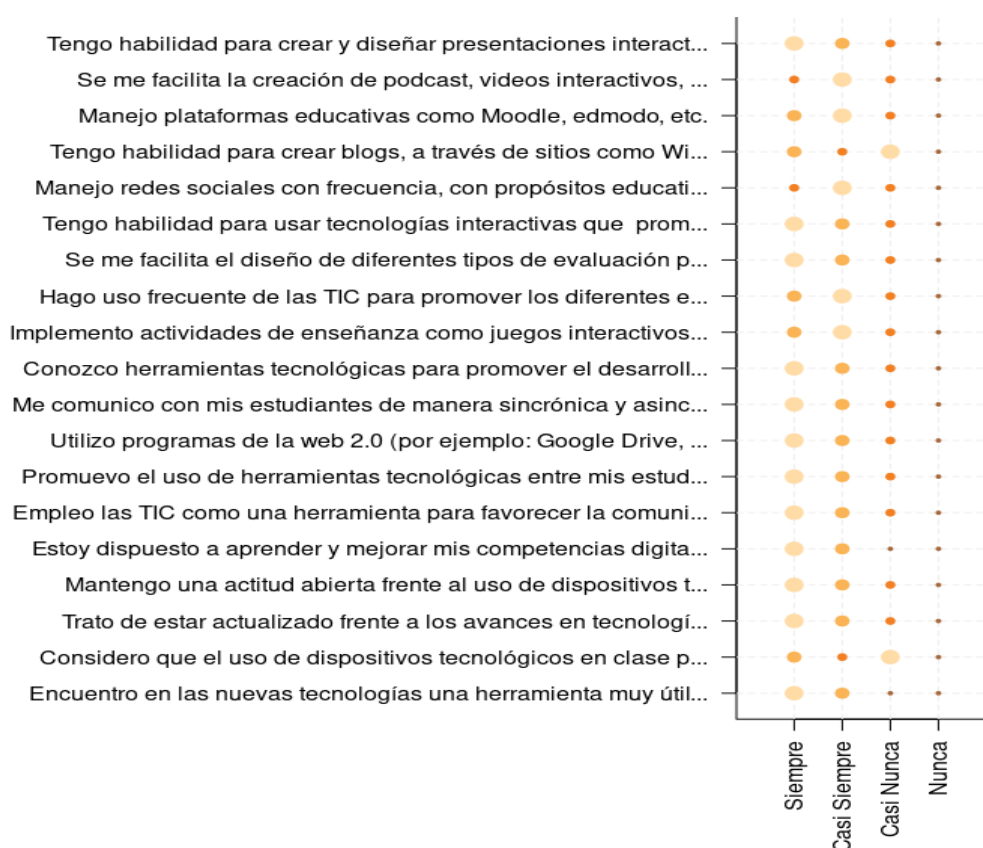 Tengo habilidad para crear y diseñar presentaciones interact...
Se me facilita la creación de podcast, videos interactivos, ...
Manejo plataformas educativas como Moodle, edmodo, etc.
Tengo habilidad para crear blogs, a través de sitios como Wi...
Manejo redes sociales con frecuencia, con propósitos educati...
Tengo habilidad para usar tecnologías interactivas que  prom...
Se me facilita el diseño de diferentes tipos de evaluación p...
Hago uso frecuente de las TIC para promover los diferentes e...
Implemento actividades de enseñanza como juegos interactivos...
Conozco herramientas tecnológicas para promover el desarroll...
Me comunico con mis estudiantes de manera sincrónica y asinc...
Utilizo programas de la web 2.0 (por ejemplo: Google Drive, ...
Promuevo el uso de herramientas tecnológicas entre mis estud...
Empleo las TIC como una herramienta para favorecer la comuni...
Estoy dispuesto a aprender y mejorar mis competencias digita...
Mantengo una actitud abierta frente al uso de dispositivos t...
Trato de estar actualizado frente a los avances en tecnologí...
Considero que el uso de dispositivos tecnológicos en clase p...
Encuentro en las nuevas tecnologías una herramienta muy útil...
Siempre
Casi Siempre
Casi Nunca
Nunca